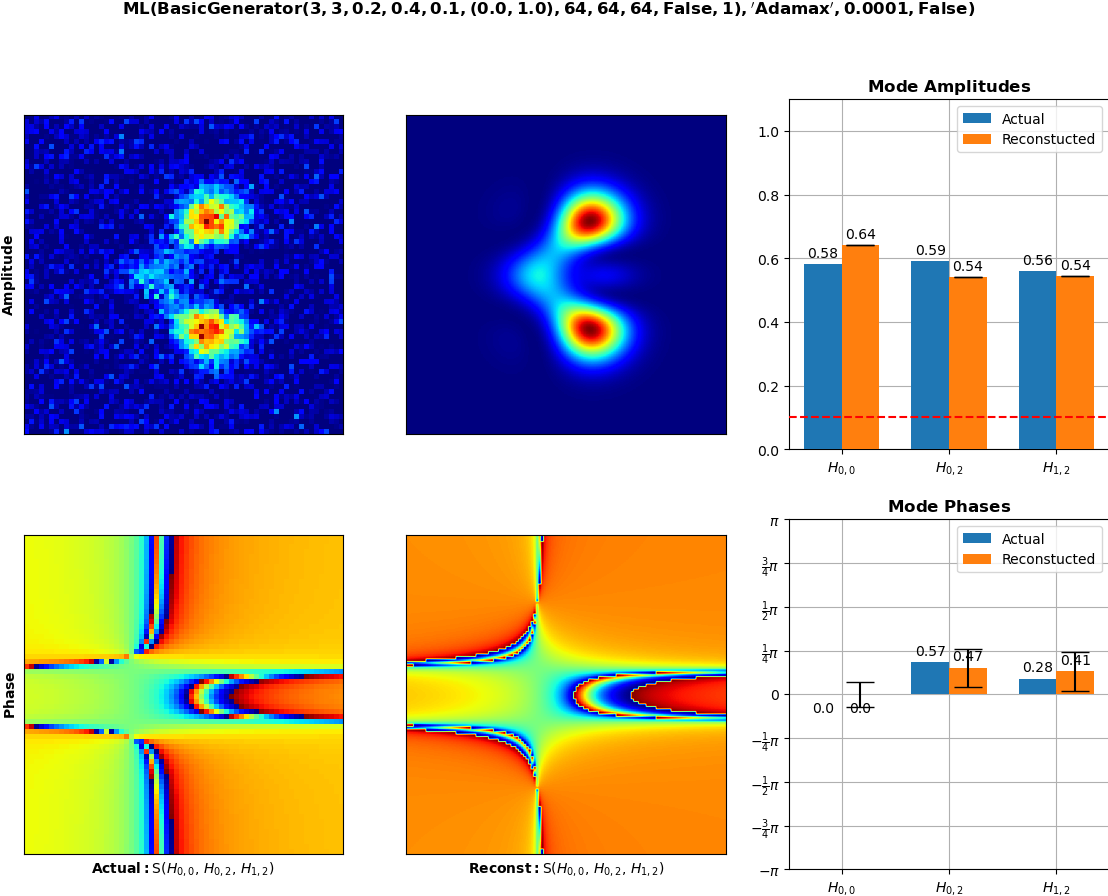 ML(BasicGenerator(3, 3, 0.2, 0.4, 0.1, (0.0, 1.0), 64, 64, 64, False, 1), ′Adamax′, 0.0001, False)
Amplitude
Mode Amplitudes
Actual
Reconstucted
1.0
0.8
0.6
0.4
0.2
0.0
0.58
0.64
0.59
0.54
0.56
0.54
H0,0
H0,2
H1,2
Phase
Actual: S(H0,0, H0,2, H1,2)
Reconst: S(H0,0, H0,2, H1,2)
Mode Phases
Actual
Reconstucted
π
3/4π
1/2π
1/4π
0
−1/4π
−1/2π
−3/4π
−π
0.0
0.0
0.57
0.47
0.28
0.41
H0,0
H0,2
H1,2